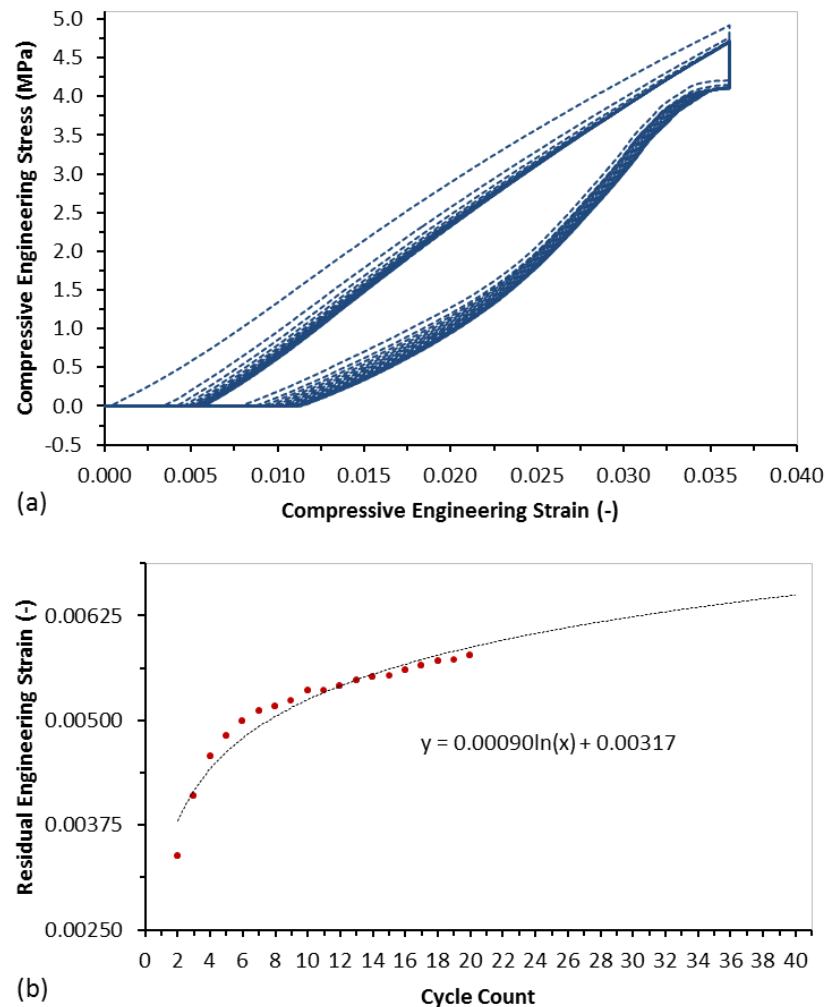 5.0
4.5
4.0
3.5
3.0
2.5
2.0
1.5
1.0
0.5
0.0
-0.5
Compressive Engineering Stress (MPa)
0.000 0.005 0.010 0.015 0.020 0.025 0.030 0.035 0.040
Compressive Engineering Strain (-)
(a)
0.00625
0.00500
0.00375
0.00250
Residual Engineering Strain (-)
y = 0.00090ln(x) + 0.00317
0 2 4 6 8 10 12 14 16 18 20 22 24 26 28 30 32 34 36 38 40
Cycle Count
(b)